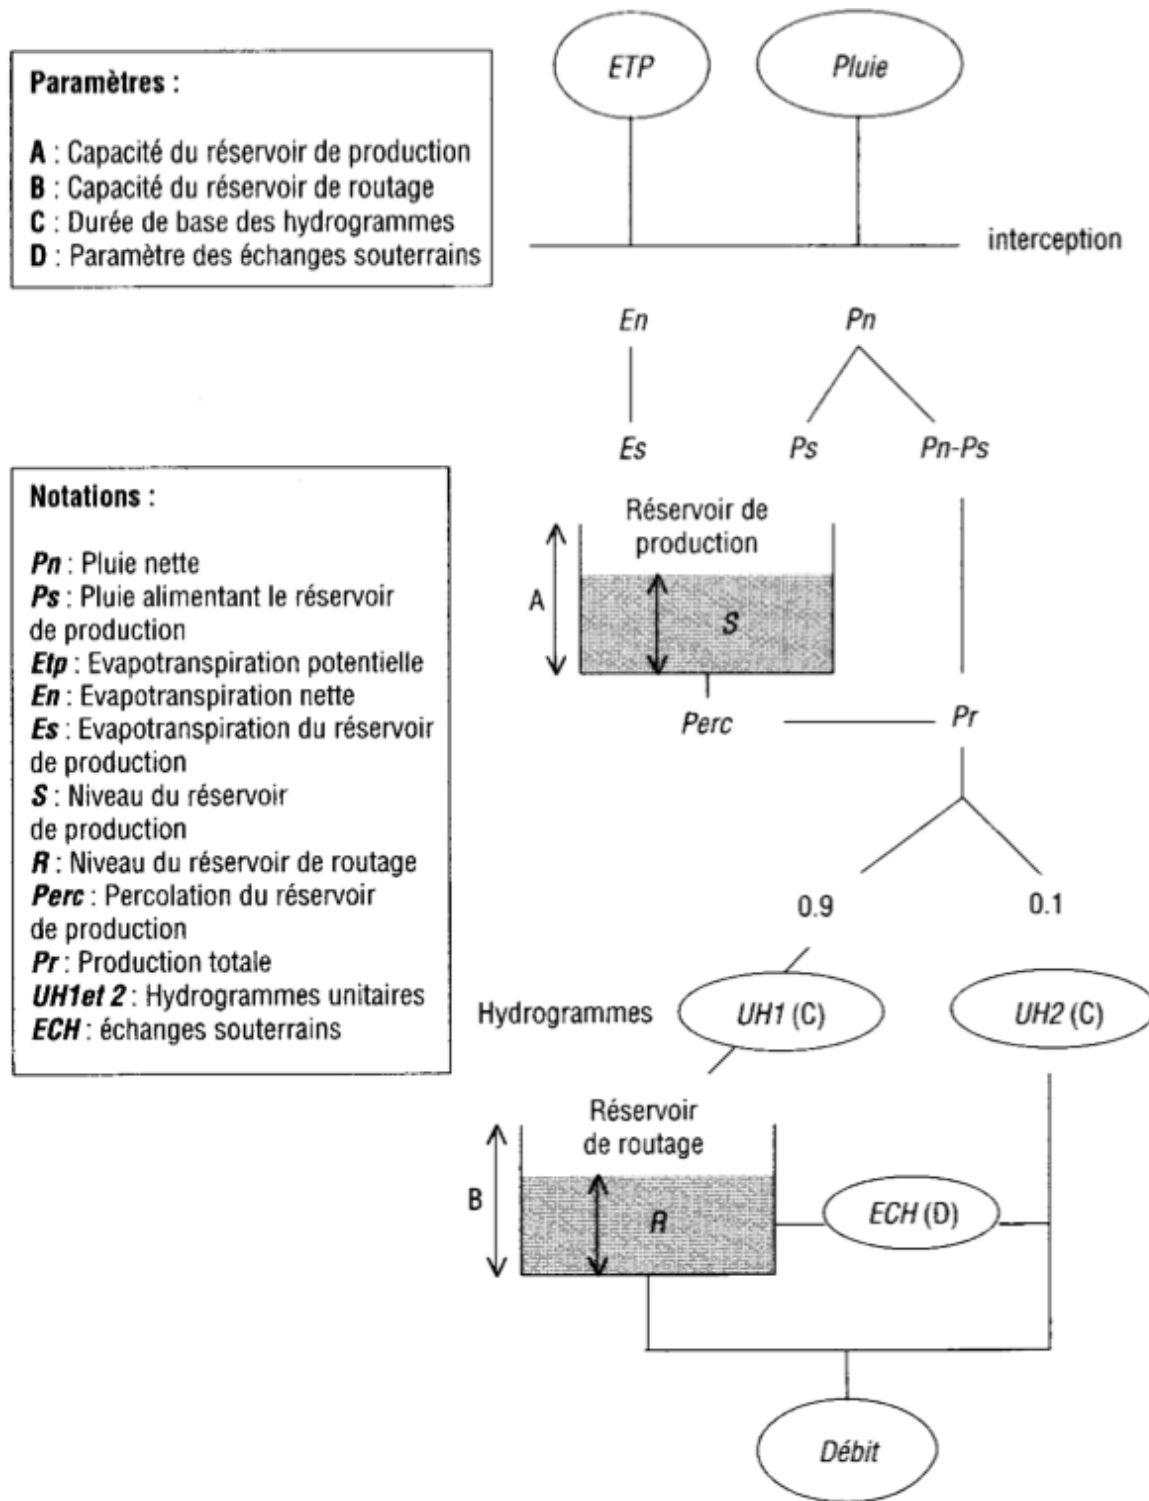 Paramètres :
A : Capacité du réservoir de production
B : Capacité du réservoir de routage
C : Durée de base des hydrogrammes
D : Paramètre des échanges souterrains
ETP
Pluie
interception
En
Pn
Es
Ps
Pn-Ps
Notations :
Pn : Pluie nette
Ps : Pluie alimentant le réservoir
de production
Etp : Evapotranspiration potentielle
En : Evapotranspiration nette
Es : Evapotranspiration du réservoir
de production
S : Niveau du réservoir
de production
R : Niveau du réservoir de routage
Perc : Percolation du réservoir
de production
Pr : Production totale
UH1et 2 : Hydrogrammes unitaires
ECH : échanges souterrains
Réservoir de
production
A
S
Perc
Pr
0.9
0.1
Hydrogrammes
UH1 (C)
UH2 (C)
Réservoir
de routage
B
R
ECH (D)
Débit